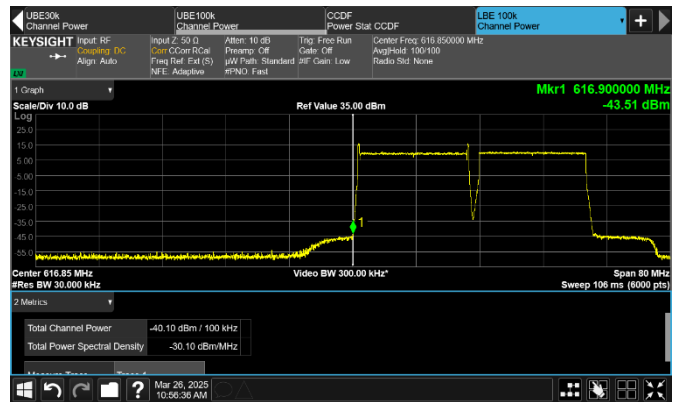 UBE30k
Channel Power
UBE100k
Channel Power
CCDF
Power Stat CCDF
LBE 100k
Channel Power
KEYSIGHT
Input: RF
Coupling: DC
Align: Auto
Input Z: 50 Ω
Corr CCorr RCal
Freq Ref: Ext (S)
NFE: Adaptive
Atten: 10 dB
Preamp: Off
µW Path: Standard
#PNO: Fast
Trig: Free Run
Gate: Off
#IF Gain: Low
Center Freq: 616.850000 MHz
Avg|Hold: 100/100
Radio Std: None
LXI
1 Graph
Mkr1 616.900000 MHz
-43.51 dBm
Scale/Div 10.0 dB
Ref Value 35.00 dBm
Log
25.0
15.0
5.00
-5.00
-15.0
-25.0
-35.0
-45.0
-55.0
1
Center 616.85 MHz
#Res BW 30.000 kHz
Video BW 300.00 kHz*
Span 80 MHz
Sweep 106 ms (6000 pts)
2 Metrics
Total Channel Power
-40.10 dBm / 100 kHz
Total Power Spectral Density
-30.10 dBm/MHz
Measure Trace
Trace 1
?
Mar 26, 2025
10:56:36 AM